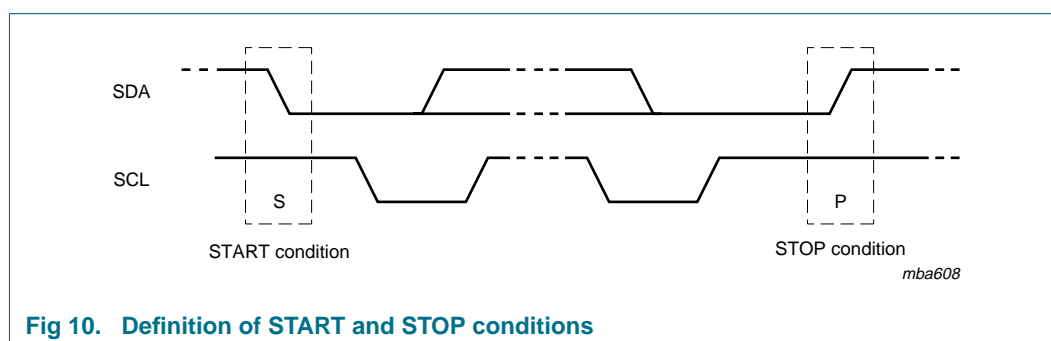 SDA
SCL
S
P
START condition
STOP condition
mba608
Fig 10. Definition of START and STOP conditions